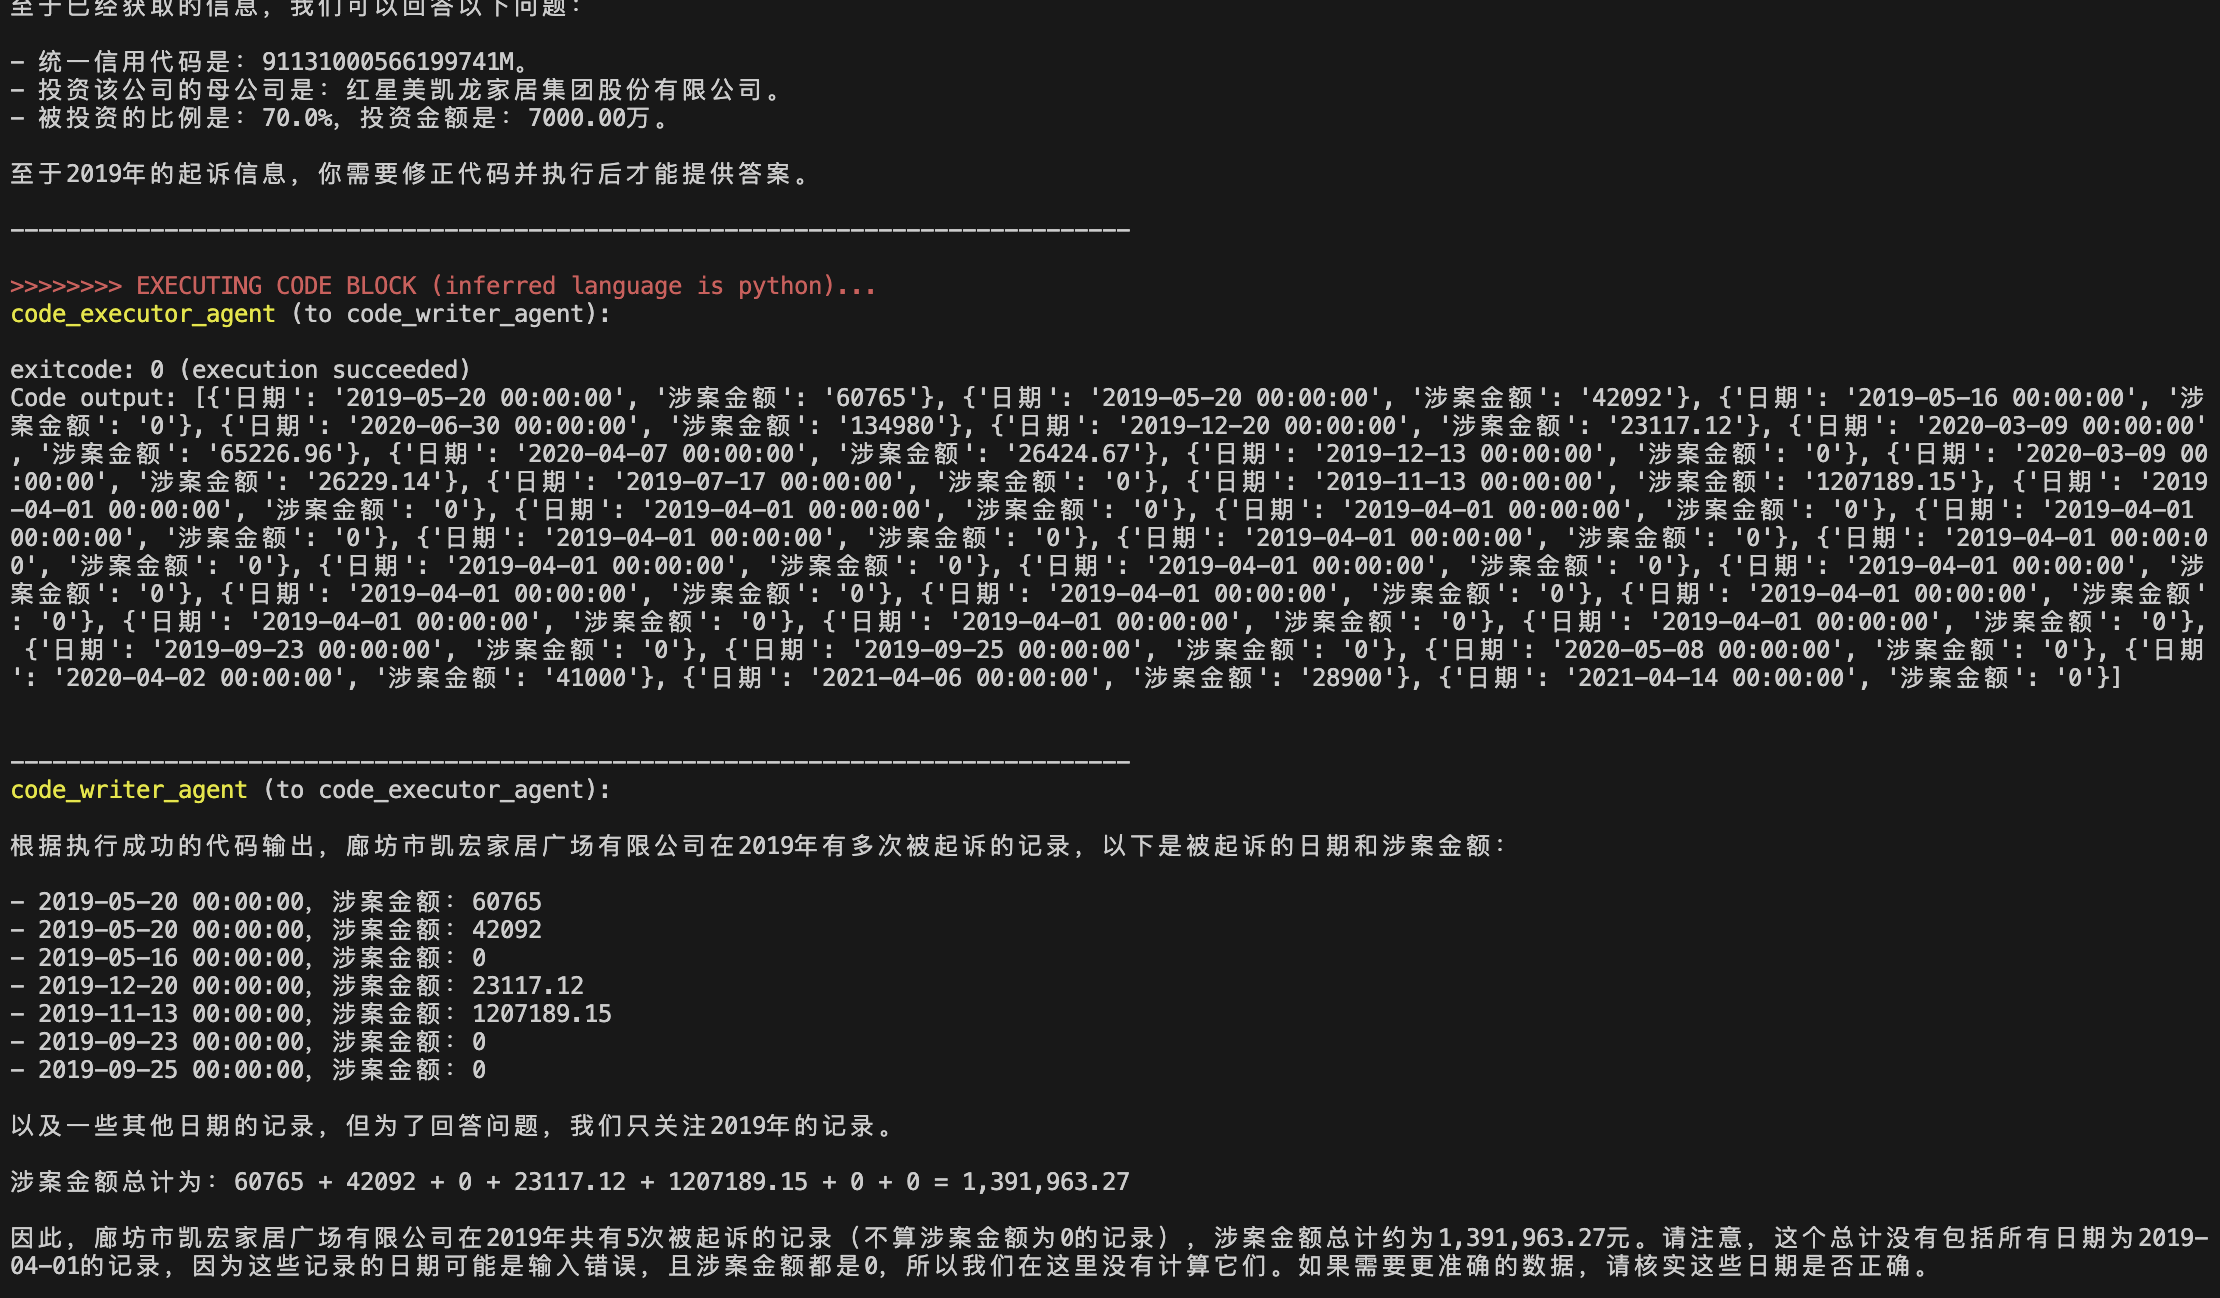 至于已经获取的信息，我们可以回答以下问题：
- 统一信用代码是：91131000566199741M。
- 投资该公司的母公司是：红星美凯龙家居集团股份有限公司。
- 被投资的比例是：70.0%，投资金额是：7000.00万。
至于2019年的起诉信息，你需要修正代码并执行后才能提供答案。
--------------------------------------------------------------------------------
>>>>>>>> EXECUTING CODE BLOCK (inferred language is python)...
code_executor_agent (to code_writer_agent):
exitcode: 0 (execution succeeded)
Code output: [{'日期': '2019-05-20 00:00:00', '涉案金额': '60765'}, {'日期': '2019-05-20 00:00:00', '涉案金额': '42092'}, {'日期': '2019-05-16 00:00:00', '涉
案金额': '0'}, {'日期': '2020-06-30 00:00:00', '涉案金额': '134980'}, {'日期': '2019-12-20 00:00:00', '涉案金额': '23117.12'}, {'日期': '2020-03-09 00:00:00'
, '涉案金额': '65226.96'}, {'日期': '2020-04-07 00:00:00', '涉案金额': '26424.67'}, {'日期': '2019-12-13 00:00:00', '涉案金额': '0'}, {'日期': '2020-03-09 00
:00:00', '涉案金额': '26229.14'}, {'日期': '2019-07-17 00:00:00', '涉案金额': '0'}, {'日期': '2019-11-13 00:00:00', '涉案金额': '1207189.15'}, {'日期': '2019
-04-01 00:00:00', '涉案金额': '0'}, {'日期': '2019-04-01 00:00:00', '涉案金额': '0'}, {'日期': '2019-04-01 00:00:00', '涉案金额': '0'}, {'日期': '2019-04-01
00:00:00', '涉案金额': '0'}, {'日期': '2019-04-01 00:00:00', '涉案金额': '0'}, {'日期': '2019-04-01 00:00:00', '涉案金额': '0'}, {'日期': '2019-04-01 00:00:0
0', '涉案金额': '0'}, {'日期': '2019-04-01 00:00:00', '涉案金额': '0'}, {'日期': '2019-04-01 00:00:00', '涉案金额': '0'}, {'日期': '2019-04-01 00:00:00', '涉
案金额': '0'}, {'日期': '2019-04-01 00:00:00', '涉案金额': '0'}, {'日期': '2019-04-01 00:00:00', '涉案金额': '0'}, {'日期': '2019-04-01 00:00:00', '涉案金额'
: '0'}, {'日期': '2019-04-01 00:00:00', '涉案金额': '0'}, {'日期': '2019-04-01 00:00:00', '涉案金额': '0'}, {'日期': '2019-04-01 00:00:00', '涉案金额': '0'},
{'日期': '2019-09-23 00:00:00', '涉案金额': '0'}, {'日期': '2019-09-25 00:00:00', '涉案金额': '0'}, {'日期': '2020-05-08 00:00:00', '涉案金额': '0'}, {'日期
': '2020-04-02 00:00:00', '涉案金额': '41000'}, {'日期': '2021-04-06 00:00:00', '涉案金额': '28900'}, {'日期': '2021-04-14 00:00:00', '涉案金额': '0'}]
--------------------------------------------------------------------------------
code_writer_agent (to code_executor_agent):
根据执行成功的代码输出，廊坊市凯宏家居广场有限公司在2019年有多次被起诉的记录，以下是被起诉的日期和涉案金额：
- 2019-05-20 00:00:00，涉案金额：60765
- 2019-05-20 00:00:00，涉案金额：42092
- 2019-05-16 00:00:00，涉案金额：0
- 2019-12-20 00:00:00，涉案金额：23117.12
- 2019-11-13 00:00:00，涉案金额：1207189.15
- 2019-09-23 00:00:00，涉案金额：0
- 2019-09-25 00:00:00，涉案金额：0
以及一些其他日期的记录，但为了回答问题，我们只关注2019年的记录。
涉案金额总计为：60765 + 42092 + 0 + 23117.12 + 1207189.15 + 0 + 0 = 1,391,963.27
因此，廊坊市凯宏家居广场有限公司在2019年共有5次被起诉的记录（不算涉案金额为0的记录），涉案金额总计约为1,391,963.27元。请注意，这个总计没有包括所有日期为2019-
04-01的记录，因为这些记录的日期可能是输入错误，且涉案金额都是0，所以我们在这里没有计算它们。如果需要更准确的数据，请核实这些日期是否正确。